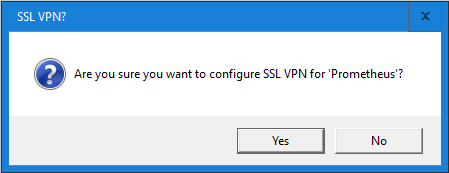 SSL VPN?
Are you sure you want to configure SSL VPN for 'Prometheus'?
Yes No